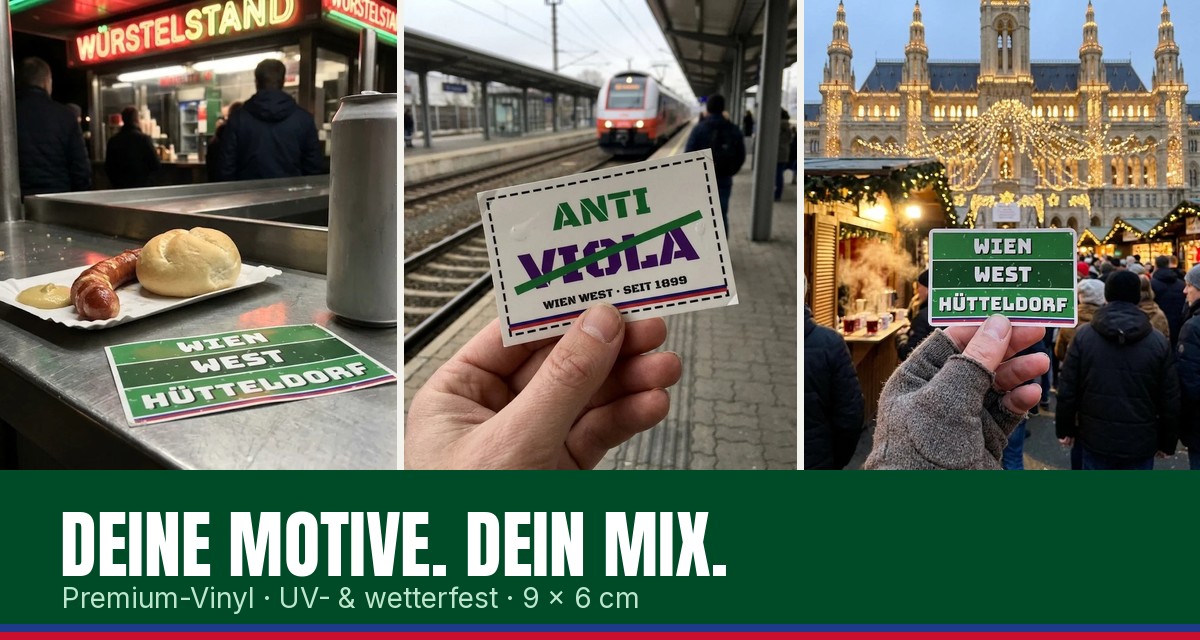 WÜRSTELSTAND
WIEN
WEST
HÜTTELDORF
ANTI
VIOLA
WIEN WEST · SEIT 1899
WIEN
WEST
HÜTTELDORF
DEINE MOTIVE. DEIN MIX.
Premium-Vinyl · UV- & wetterfest · 9 × 6 cm